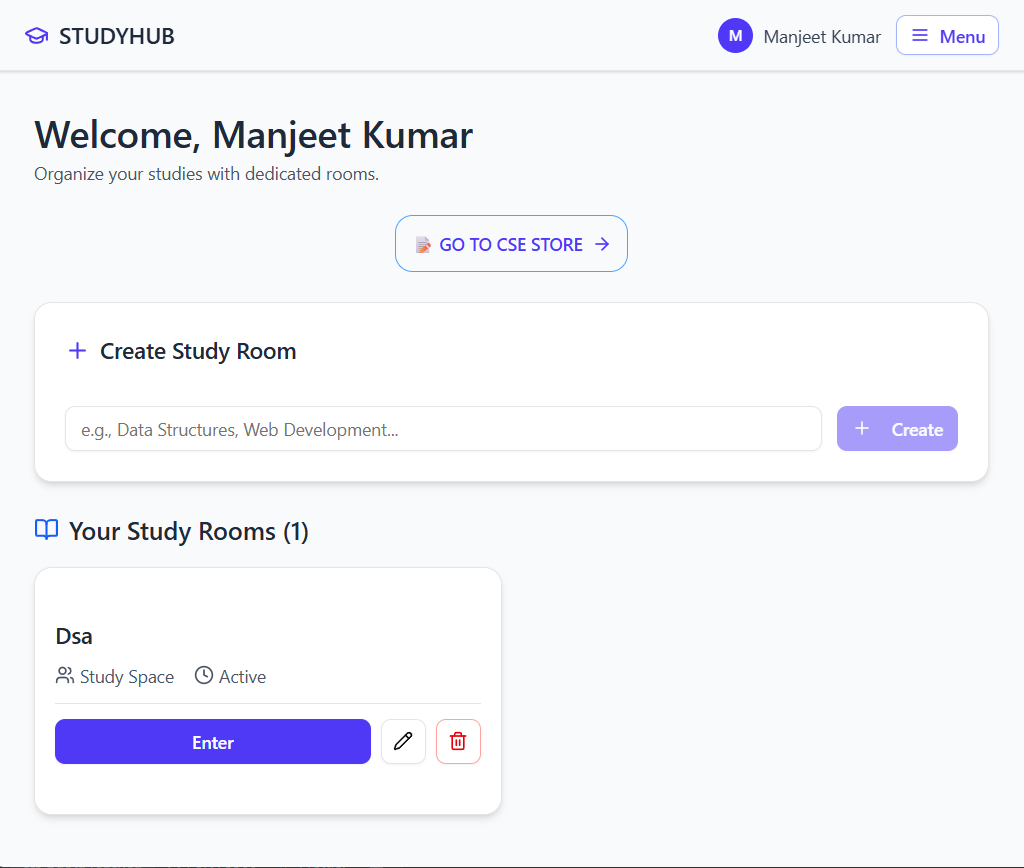 STUDYHUB
M Manjeet Kumar Menu
Welcome, Manjeet Kumar
Organize your studies with dedicated rooms.
GO TO CSE STORE
Create Study Room
e.g., Data Structures, Web Development...
Create
Your Study Rooms (1)
Dsa
Study Space Active
Enter